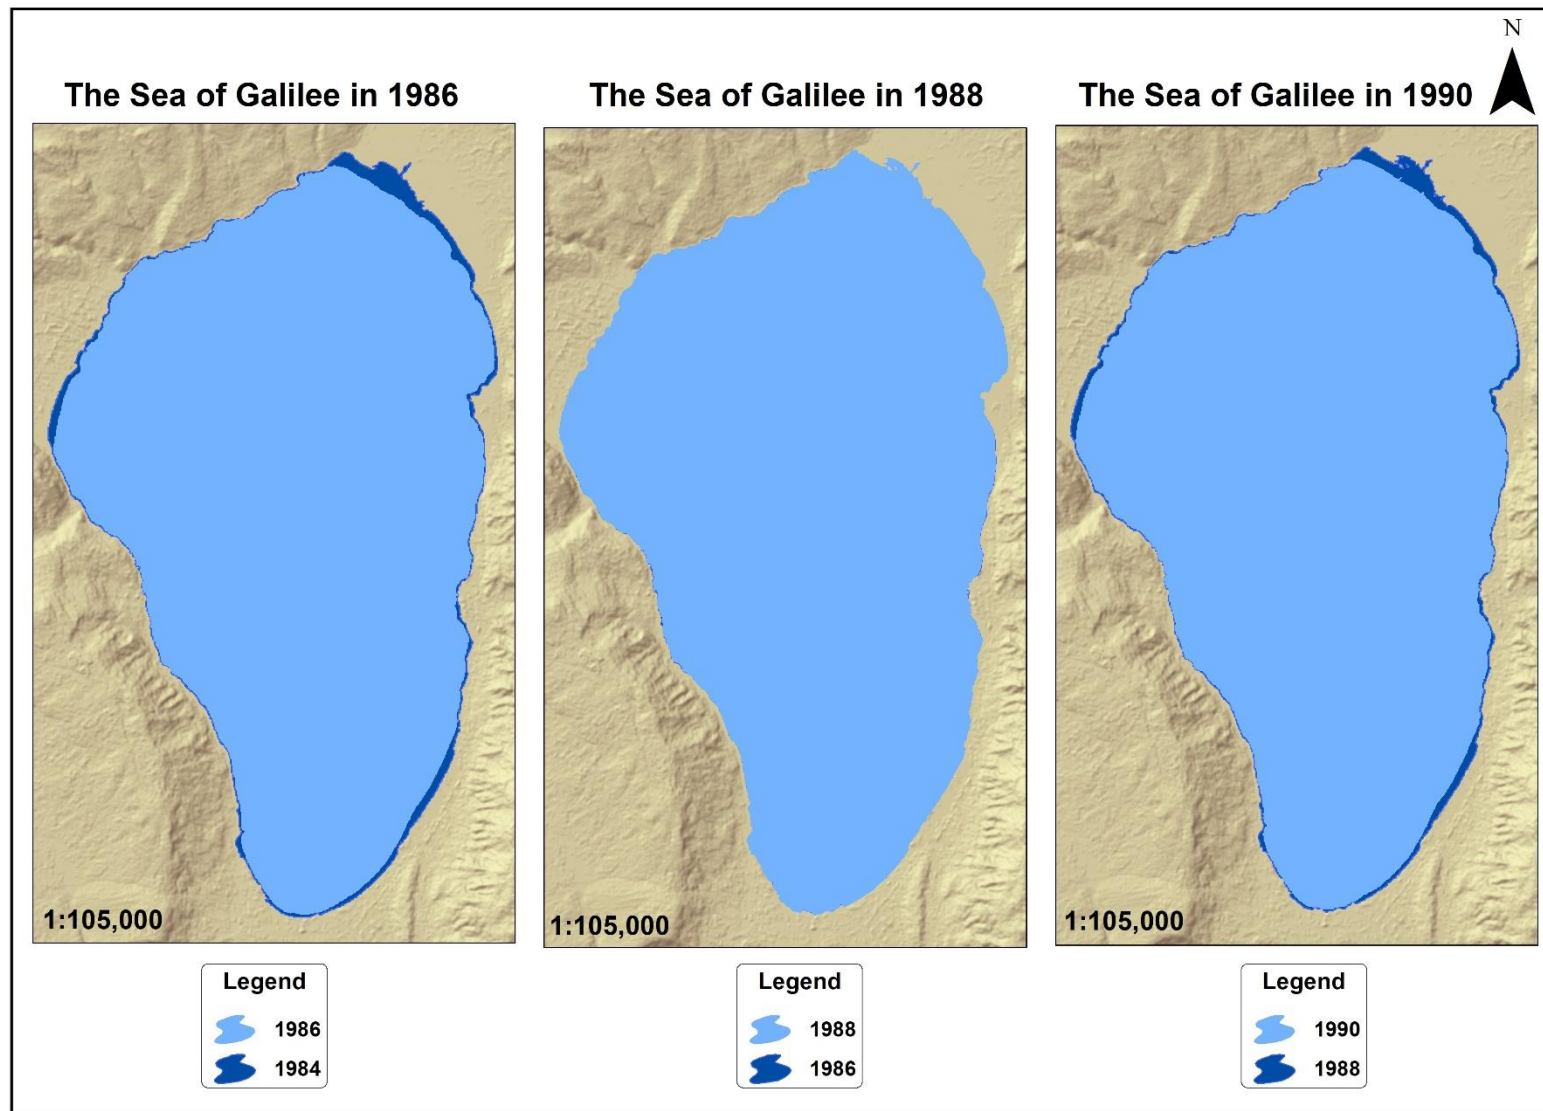 N
The Sea of Galilee in 1986
The Sea of Galilee in 1988
The Sea of Galilee in 1990
1:105,000
1:105,000
1:105,000
Legend
1986
1984
Legend
1988
1986
Legend
1990
1988